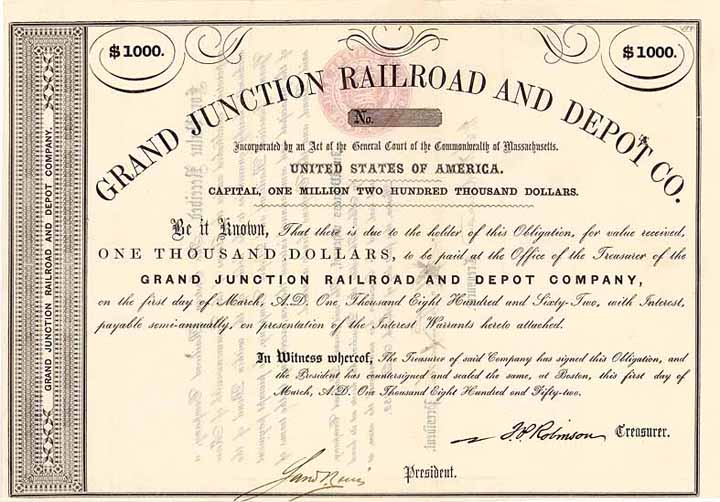 $1000.
$1000.
GRAND JUNCTION RAILROAD AND DEPOT CO.
No.
Incorporated by an Act of the General Court of the Commonwealth of Massachusetts.
UNITED STATES OF AMERICA.
CAPITAL, ONE MILLION TWO HUNDRED THOUSAND DOLLARS.
Be it Known, That there is due to the holder of this Obligation, for value received,
ONE THOUSAND DOLLARS, to be paid at the Office of the Treasurer of the
GRAND JUNCTION RAILROAD AND DEPOT COMPANY,
on the first day of March, A.D. One Thousand Eight Hundred and Sixty-Two, with Interest,
payable semi-annually, on presentation of the Interest Warrants hereto attached.
In Witness whereof, The Treasurer of said Company has signed this Obligation, and
the President has countersigned and sealed the same, at Boston, this first day of
March, A.D. One Thousand Eight Hundred and Fifty-two.
Robinson Treasurer.
President.
GRAND JUNCTION RAILROAD AND DEPOT COMPANY.